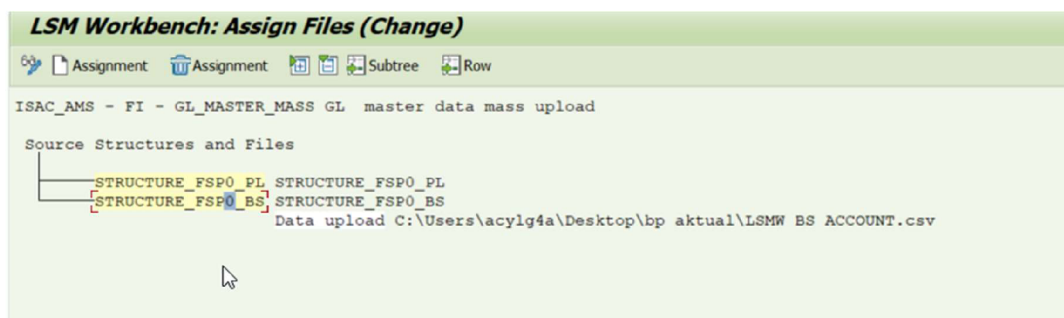 LSM Workbench: Assign Files (Change)
Assignment Assignment Subtree Row
ISAC_AMS - FI - GL_MASTER_MASS GL master data mass upload
Source Structures and Files
STRUCTURE_FSP0_PL STRUCTURE_FSP0_PL
STRUCTURE_FSP0_BS STRUCTURE_FSP0_BS
Data upload C:\Users\acylg4a\Desktop\bp aktual\LSMW BS ACCOUNT.csv